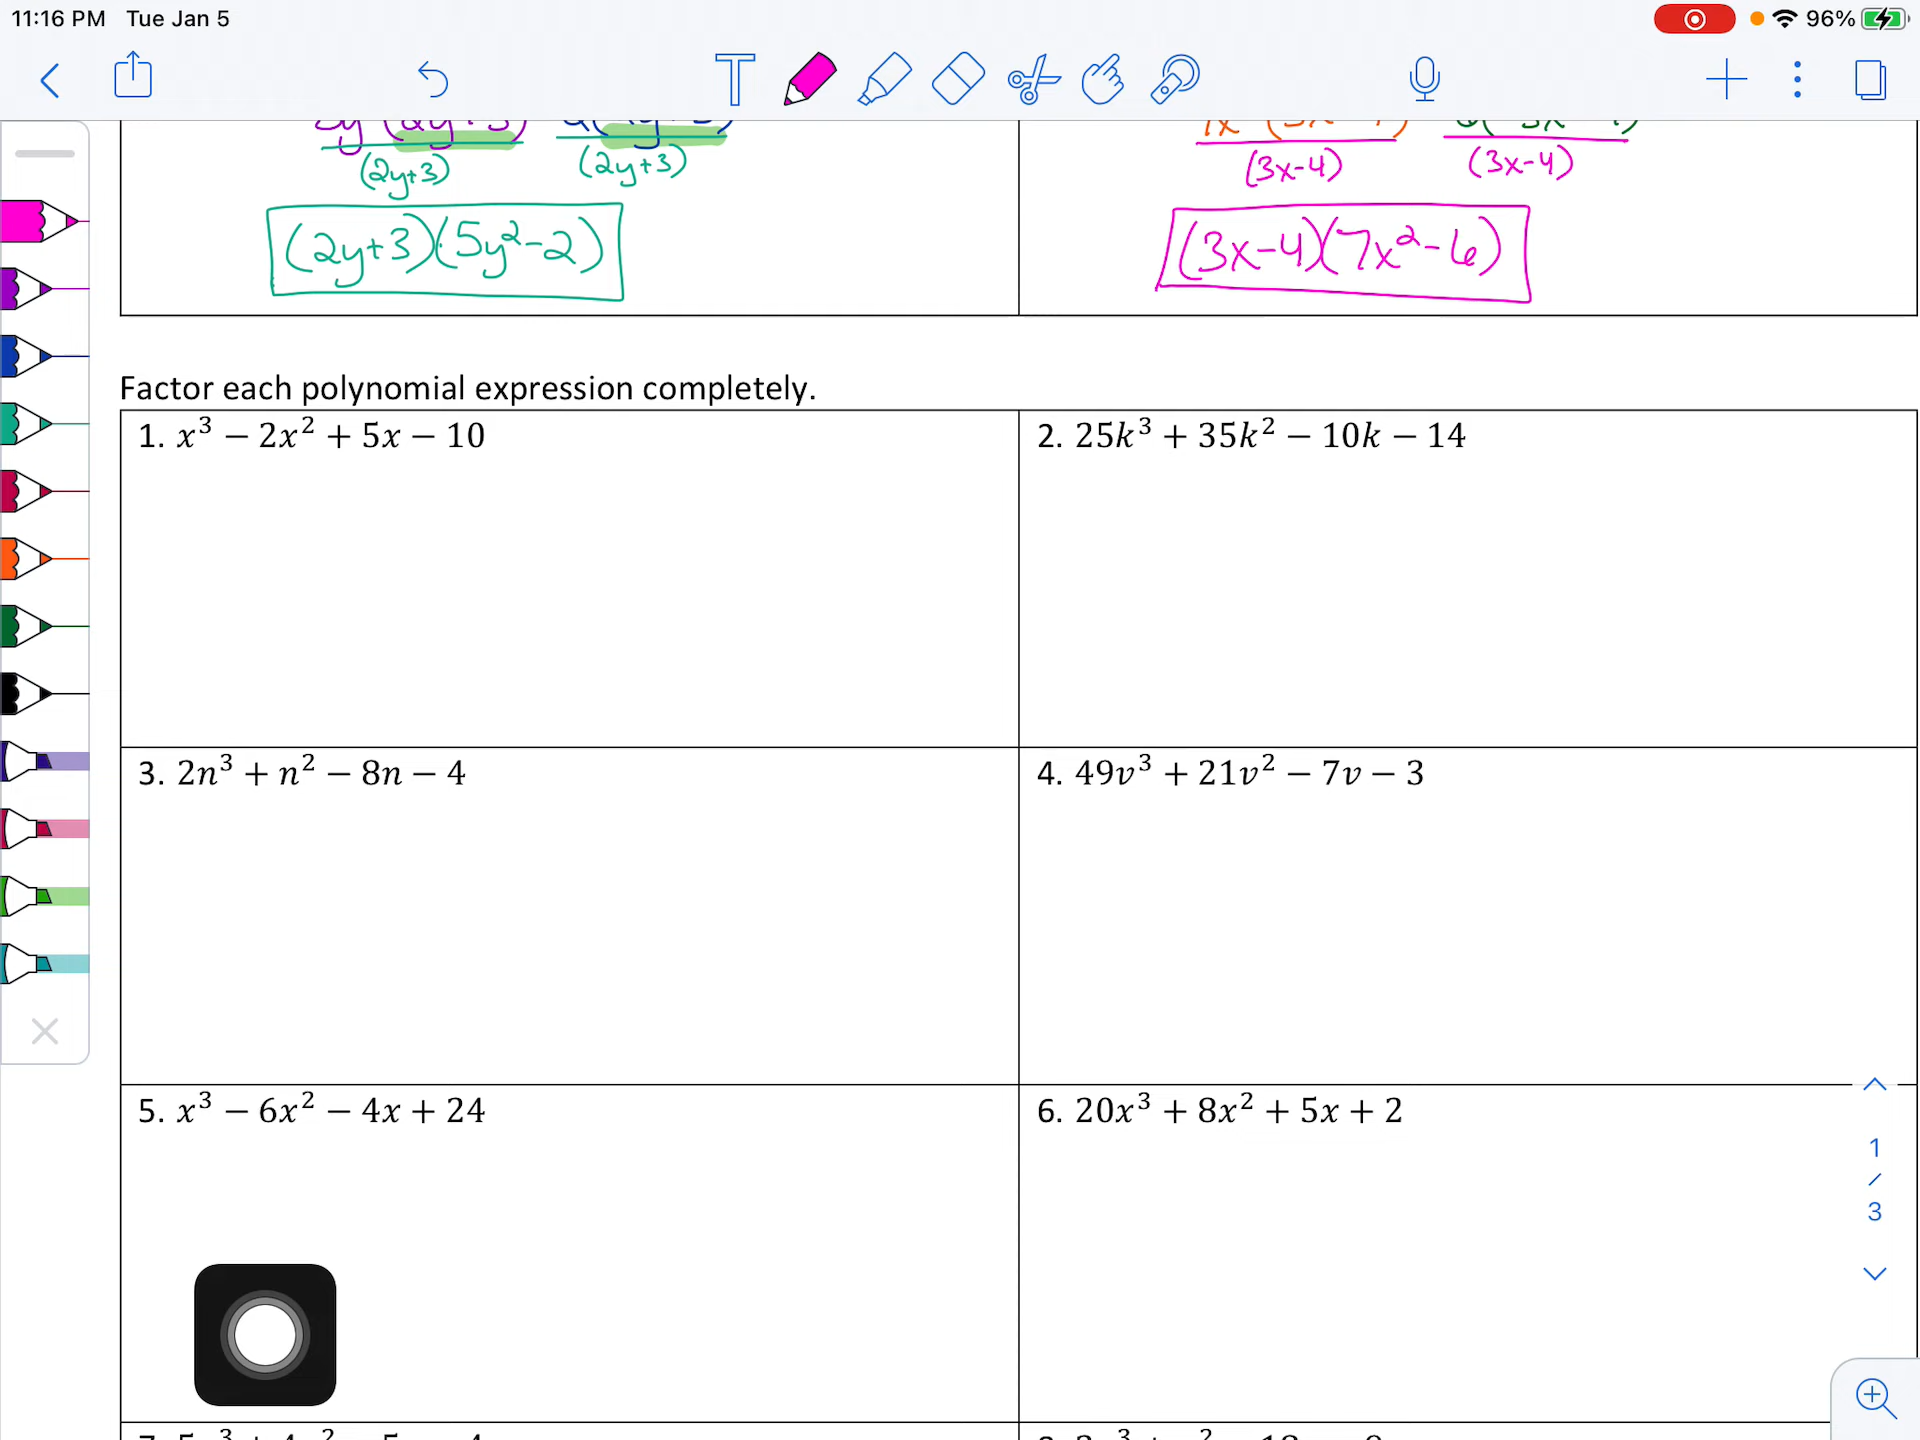 11:16 PM Tue Jan 5 96%
(2y+3) (2y+3) (3x-4) (3x-4)
(2y+3)(5y²-2) (3x-4)(7x²-6)
Factor each polynomial expression completely.
1. x³ − 2x² + 5x − 10 2. 25k³ + 35k² − 10k − 14
3. 2n³ + n² − 8n − 4 4. 49v³ + 21v² − 7v − 3
5. x³ − 6x² − 4x + 24 6. 20x³ + 8x² + 5x + 2
1
/
3